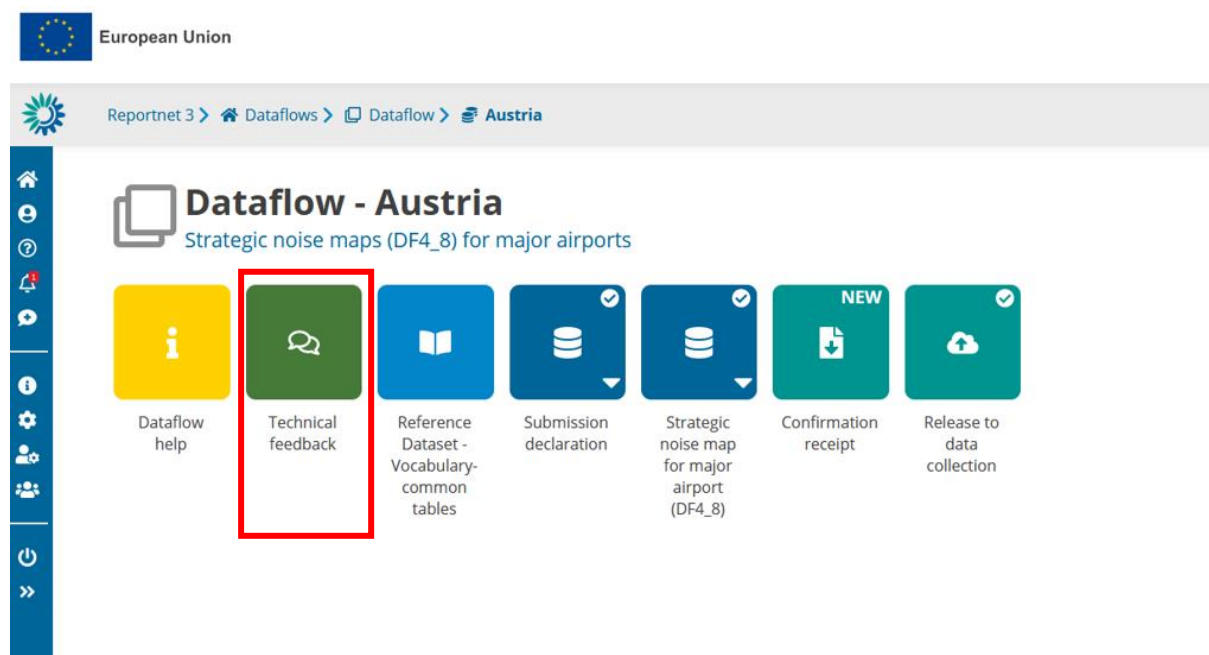 European Union
Reportnet 3 > Dataflows > Dataflow > Austria
1
Dataflow - Austria
Strategic noise maps (DF4_8) for major airports
NEW
Dataflow
help
Technical
feedback
Reference
Dataset -
Vocabulary-
common
tables
Submission
declaration
Strategic
noise map
for major
airport
(DF4_8)
Confirmation
receipt
Release to
data
collection